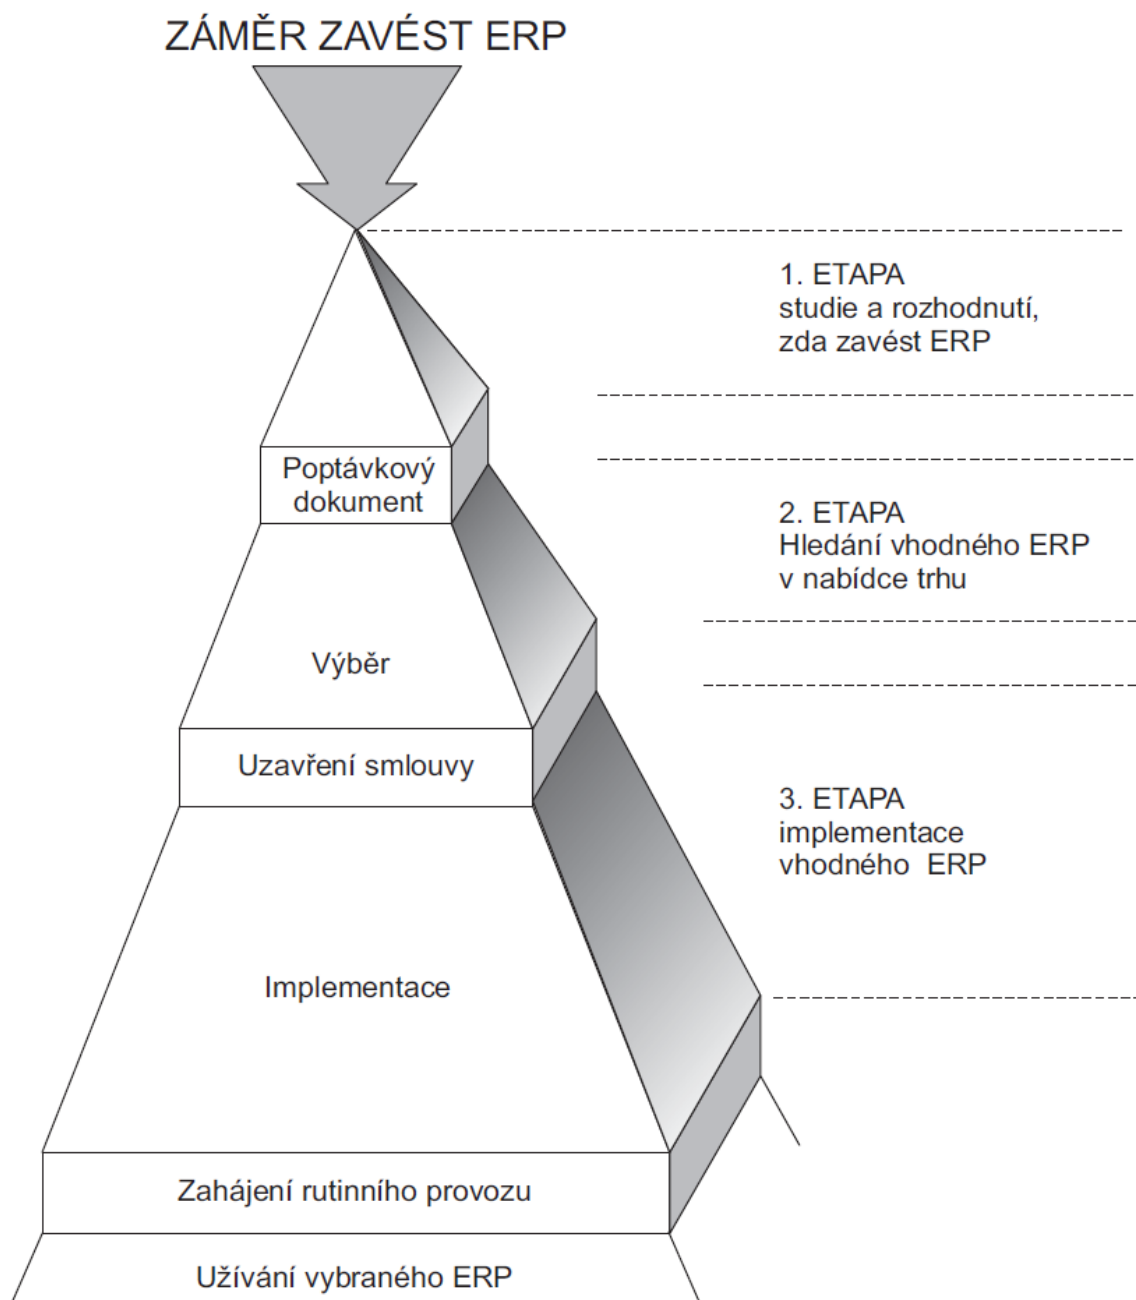 ZÁMĚR ZAVÉST ERP
1. ETAPA
studie a rozhodnutí,
zda zavést ERP
Poptávkový
dokument
2. ETAPA
Hledání vhodného ERP
v nabídce trhu
Výběr
Uzavření smlouvy
3. ETAPA
implementace
vhodného ERP
Implementace
Zahájení rutinního provozu
Užívání vybraného ERP